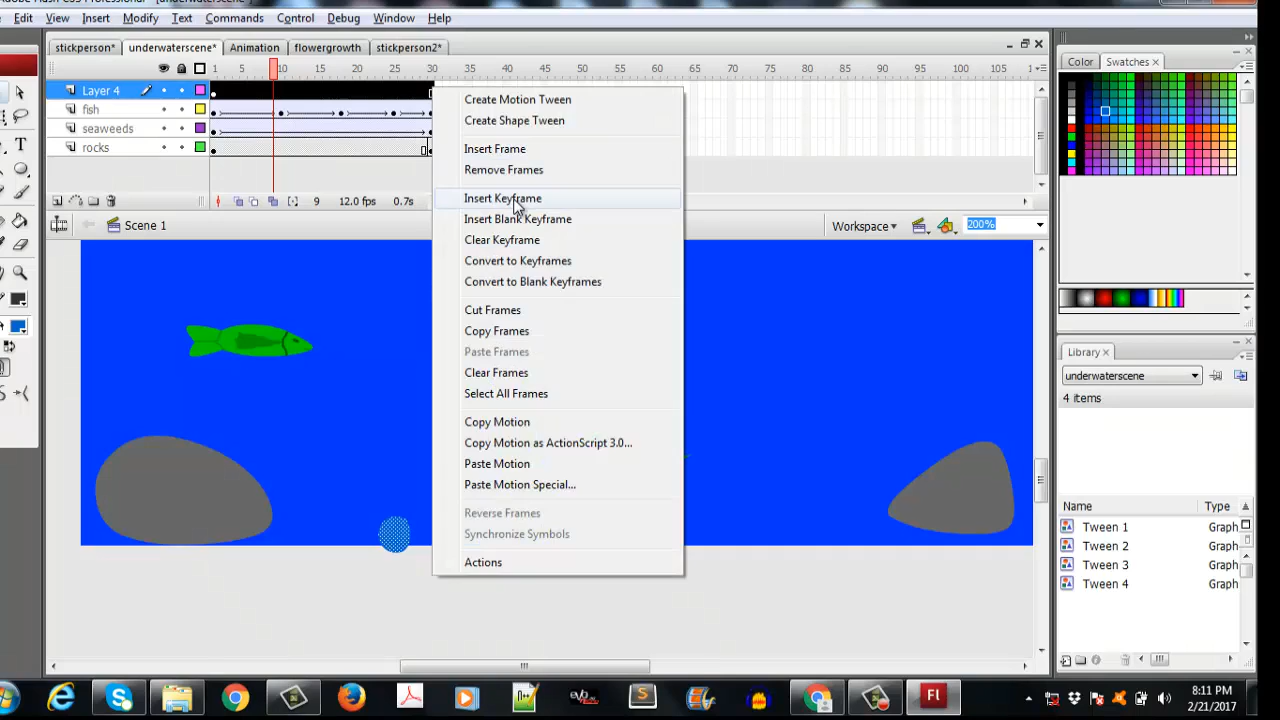 Adobe Flash CS3 Professional - [underwaterscene*]
Edit View Insert Modify Text Commands Control Debug Window Help
stickperson* underwaterscene* Animation flowergrowth stickperson2*
1 5 10 15 20 25 30 35 40 45 50 55 60 65 70 75 80 85 90 95 100 105 1
Layer 4
fish
seaweeds
rocks
9 12.0 fps 0.7s
Scene 1
Workspace
200%
Create Motion Tween
Create Shape Tween
Insert Frame
Remove Frames
Insert Keyframe
Insert Blank Keyframe
Clear Keyframe
Convert to Keyframes
Convert to Blank Keyframes
Cut Frames
Copy Frames
Paste Frames
Clear Frames
Select All Frames
Copy Motion
Copy Motion as ActionScript 3.0...
Paste Motion
Paste Motion Special...
Reverse Frames
Synchronize Symbols
Actions
Color Swatches
Library
underwaterscene
4 items
Name Type
Tween 1 Graph
Tween 2 Graph
Tween 3 Graph
Tween 4 Graph
Fl
8:11 PM
2/21/2017